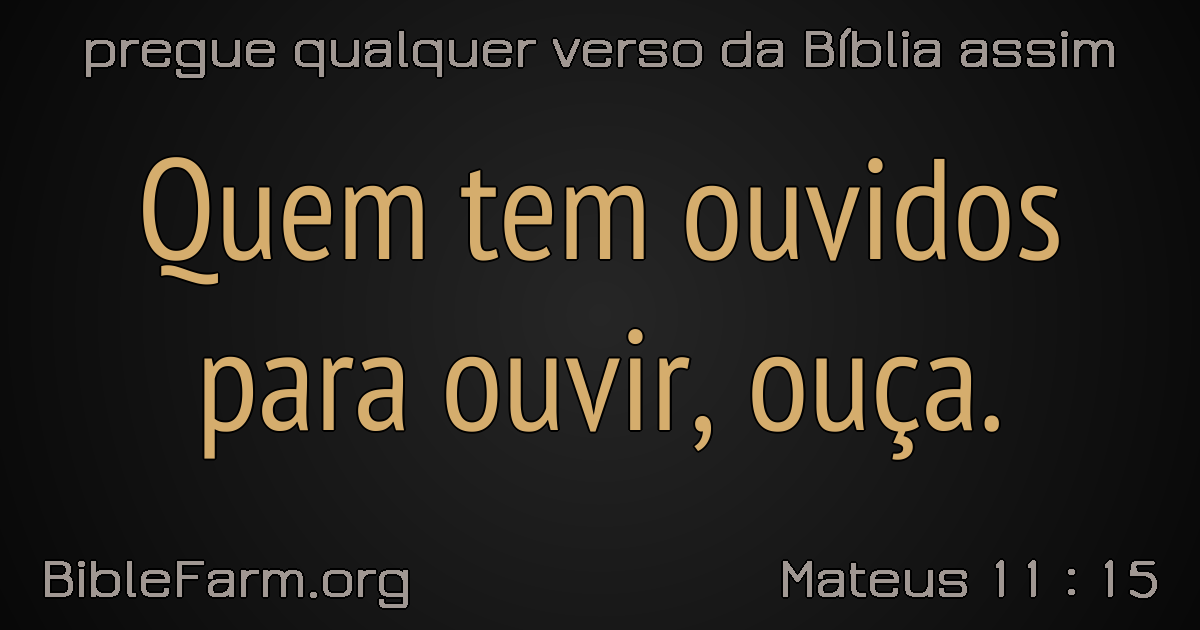 pregue qualquer verso da Bíblia assim
Quem tem ouvidos
para ouvir, ouça.
BibleFarm.org
Mateus 11 : 15